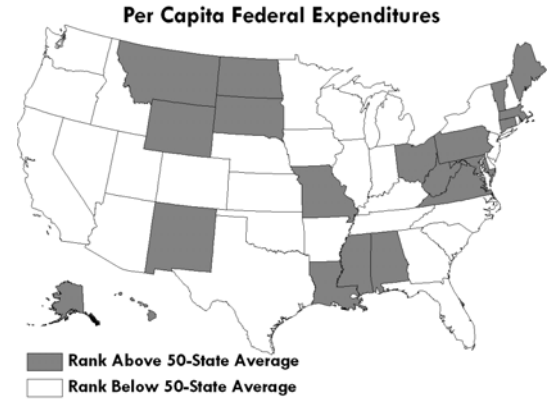 Per Capita Federal Expenditures
Rank Above 50-State Average
Rank Below 50-State Average